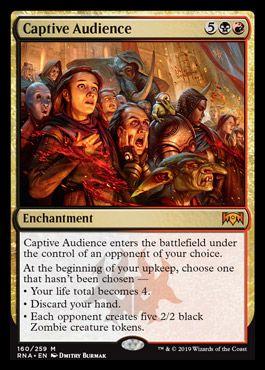 Captive Audience 5
Enchantment
Captive Audience enters the battlefield under
the control of an opponent of your choice.
At the beginning of your upkeep, choose one
that hasn't been chosen —
• Your life total becomes 4.
• Discard your hand.
• Each opponent creates five 2/2 black
Zombie creature tokens.
160/259 M
RNA • EN Dmitry Burmak
™ & © 2019 Wizards of the Coast